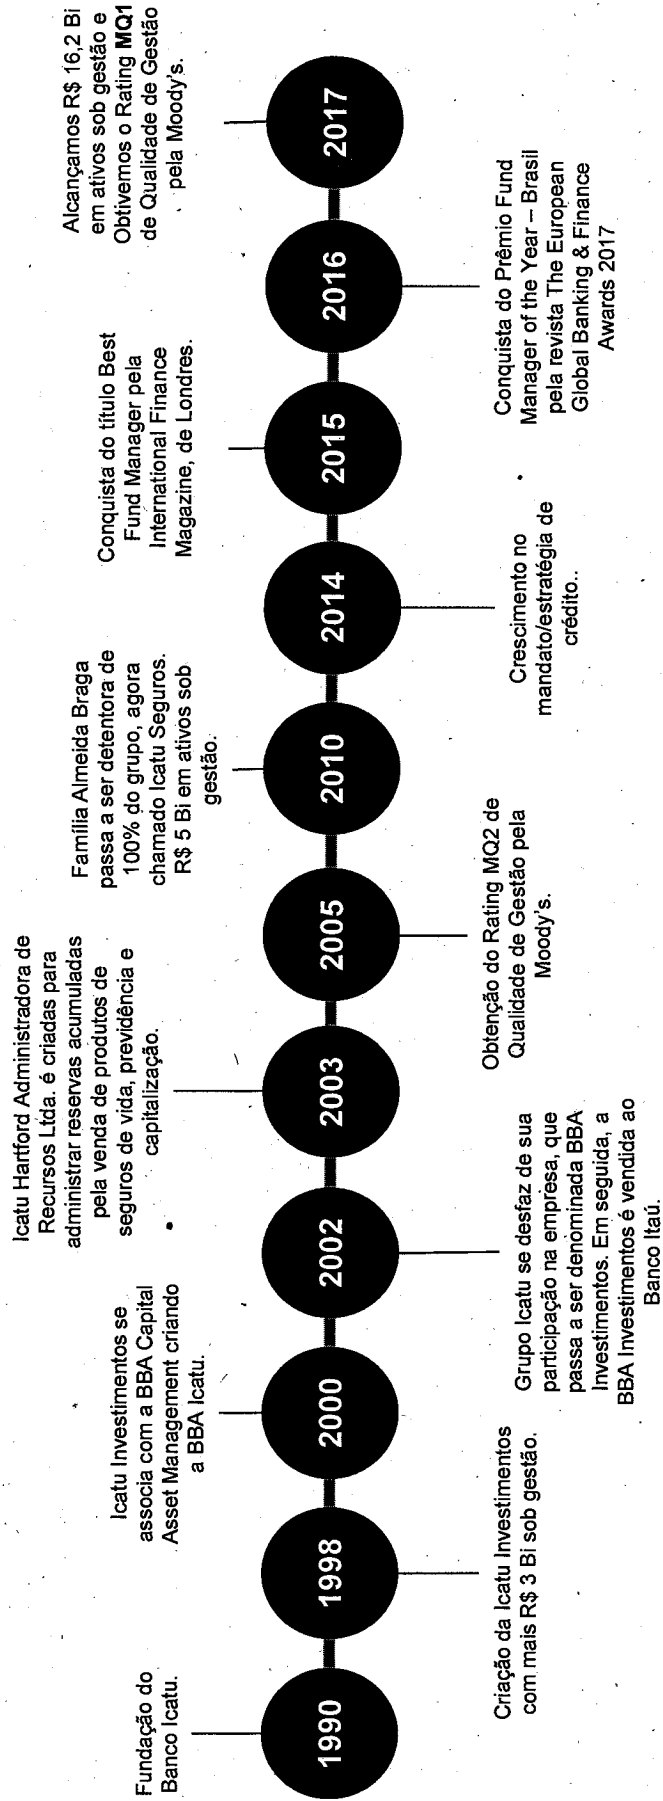 1990
Fundação do
Banco Icatu.
1998
Criação da Icatu Investimentos
com mais R$ 3 Bi sob gestão.
2000
Icatu Investimentos se
associa com a BBA Capital
Asset Management criando
a BBA Icatu.
2002
Grupo Icatu se desfaz de sua
participação na empresa, que
passa a ser denominada BBA
Investimentos. Em seguida, a
BBA Investimentos é vendida ao
Banco Itaú.
2003
Icatu Hartford Administradora de
Recursos Ltda. é criadas para
administrar reservas acumuladas
pela venda de produtos de
seguros de vida, previdência e
capitalização.
2005
Obtenção do Rating MQ2 de
Qualidade de Gestão pela
Moody's.
2010
Família Almeida Braga
passa a ser detentora de
100% do grupo, agora
chamado Icatu Seguros.
R$ 5 Bi em ativos sob
gestão.
2014
Crescimento no
mandato/estratégia de
crédito..
2015
Conquista do título Best
Fund Manager pela
International Finance
Magazine, de Londres.
2016
Conquista do Prêmio Fund
Manager of the Year – Brasil
pela revista The European
Global Banking & Finance
Awards 2017
2017
Alcançamos R$ 16,2 Bi
em ativos sob gestão e
Obtivemos o Rating MQ1
de Qualidade de Gestão
pela Moody's.